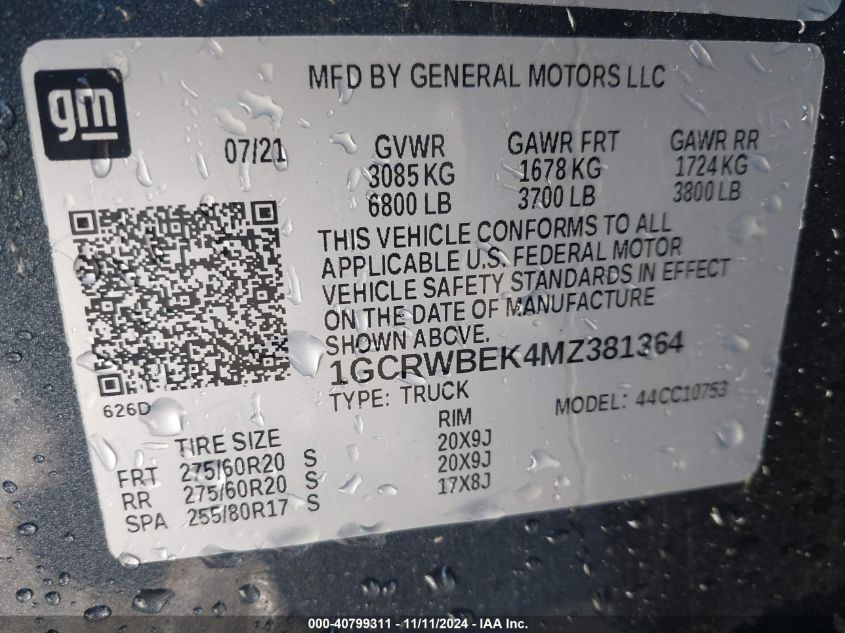 MFD BY GENERAL MOTORS LLC
gm
07/21
GVWR GAWR FRT GAWR RR
3085 KG 1678 KG 1724 KG
6800 LB 3700 LB 3800 LB
THIS VEHICLE CONFORMS TO ALL
APPLICABLE U.S. FEDERAL MOTOR
VEHICLE SAFETY STANDARDS IN EFFECT
ON THE DATE OF MANUFACTURE
SHOWN ABOVE.
1GCRWBEK4MZ381364
TYPE: TRUCK MODEL: 44CC10753
626D
TIRE SIZE RIM
FRT 275/60R20 S 20X9J
RR 275/60R20 S 20X9J
SPA 255/80R17 S 17X8J
000-40799311 - 11/11/2024 - IAA Inc.